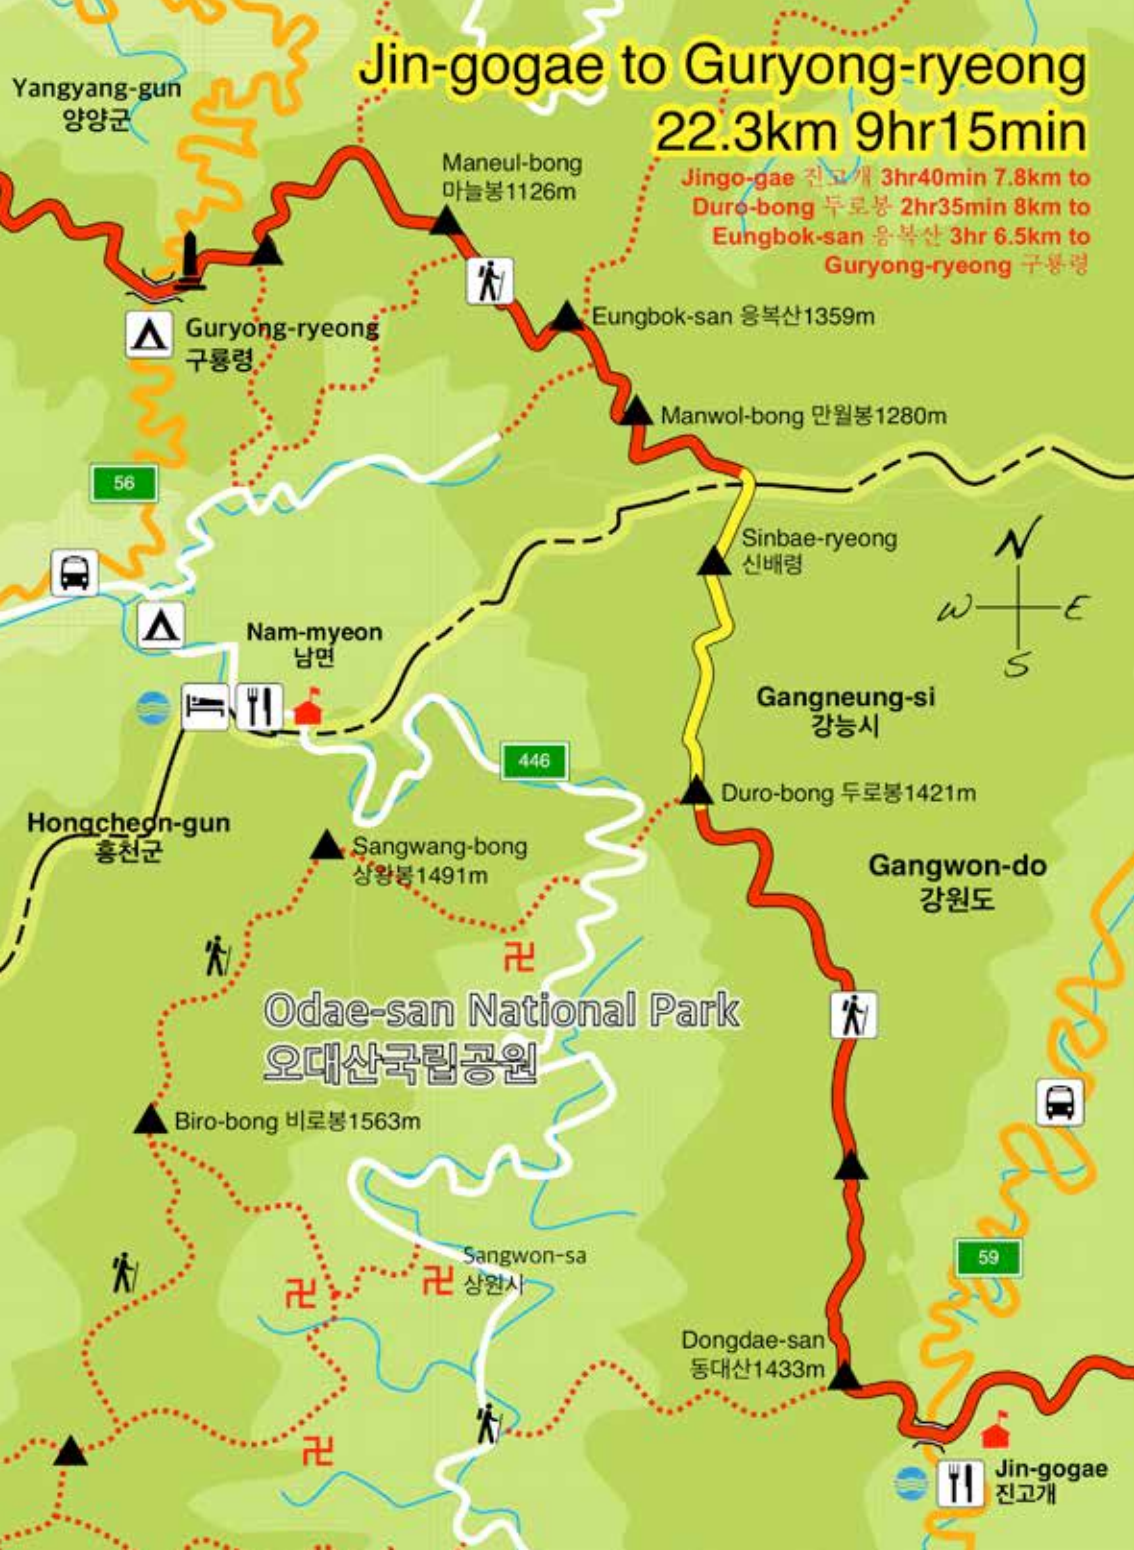 Jin-gogae to Guryong-ryeong
22.3km 9hr15min
Jingo-gae 진고개 3hr40min 7.8km to
Duro-bong 두로봉 2hr35min 8km to
Eungbok-san 응복산 3hr 6.5km to
Guryong-ryeong 구룡령
Yangyang-gun
양양군
Maneul-bong
마늘봉1126m
Eungbok-san 응복산1359m
Guryong-ryeong
구룡령
Manwol-bong 만월봉1280m
56
Sinbae-ryeong
신배령
N
W E
S
Nam-myeon
남면
Gangneung-si
강능시
446
Duro-bong 두로봉1421m
Hongcheon-gun
홍천군
Sangwang-bong
상왕봉1491m
Gangwon-do
강원도
卍
Odae-san National Park
오대산국립공원
Biro-bong 비로봉1563m
59
Sangwon-sa
상원사
卍
卍
Dongdae-san
동대산1433m
卍
Jin-gogae
진고개